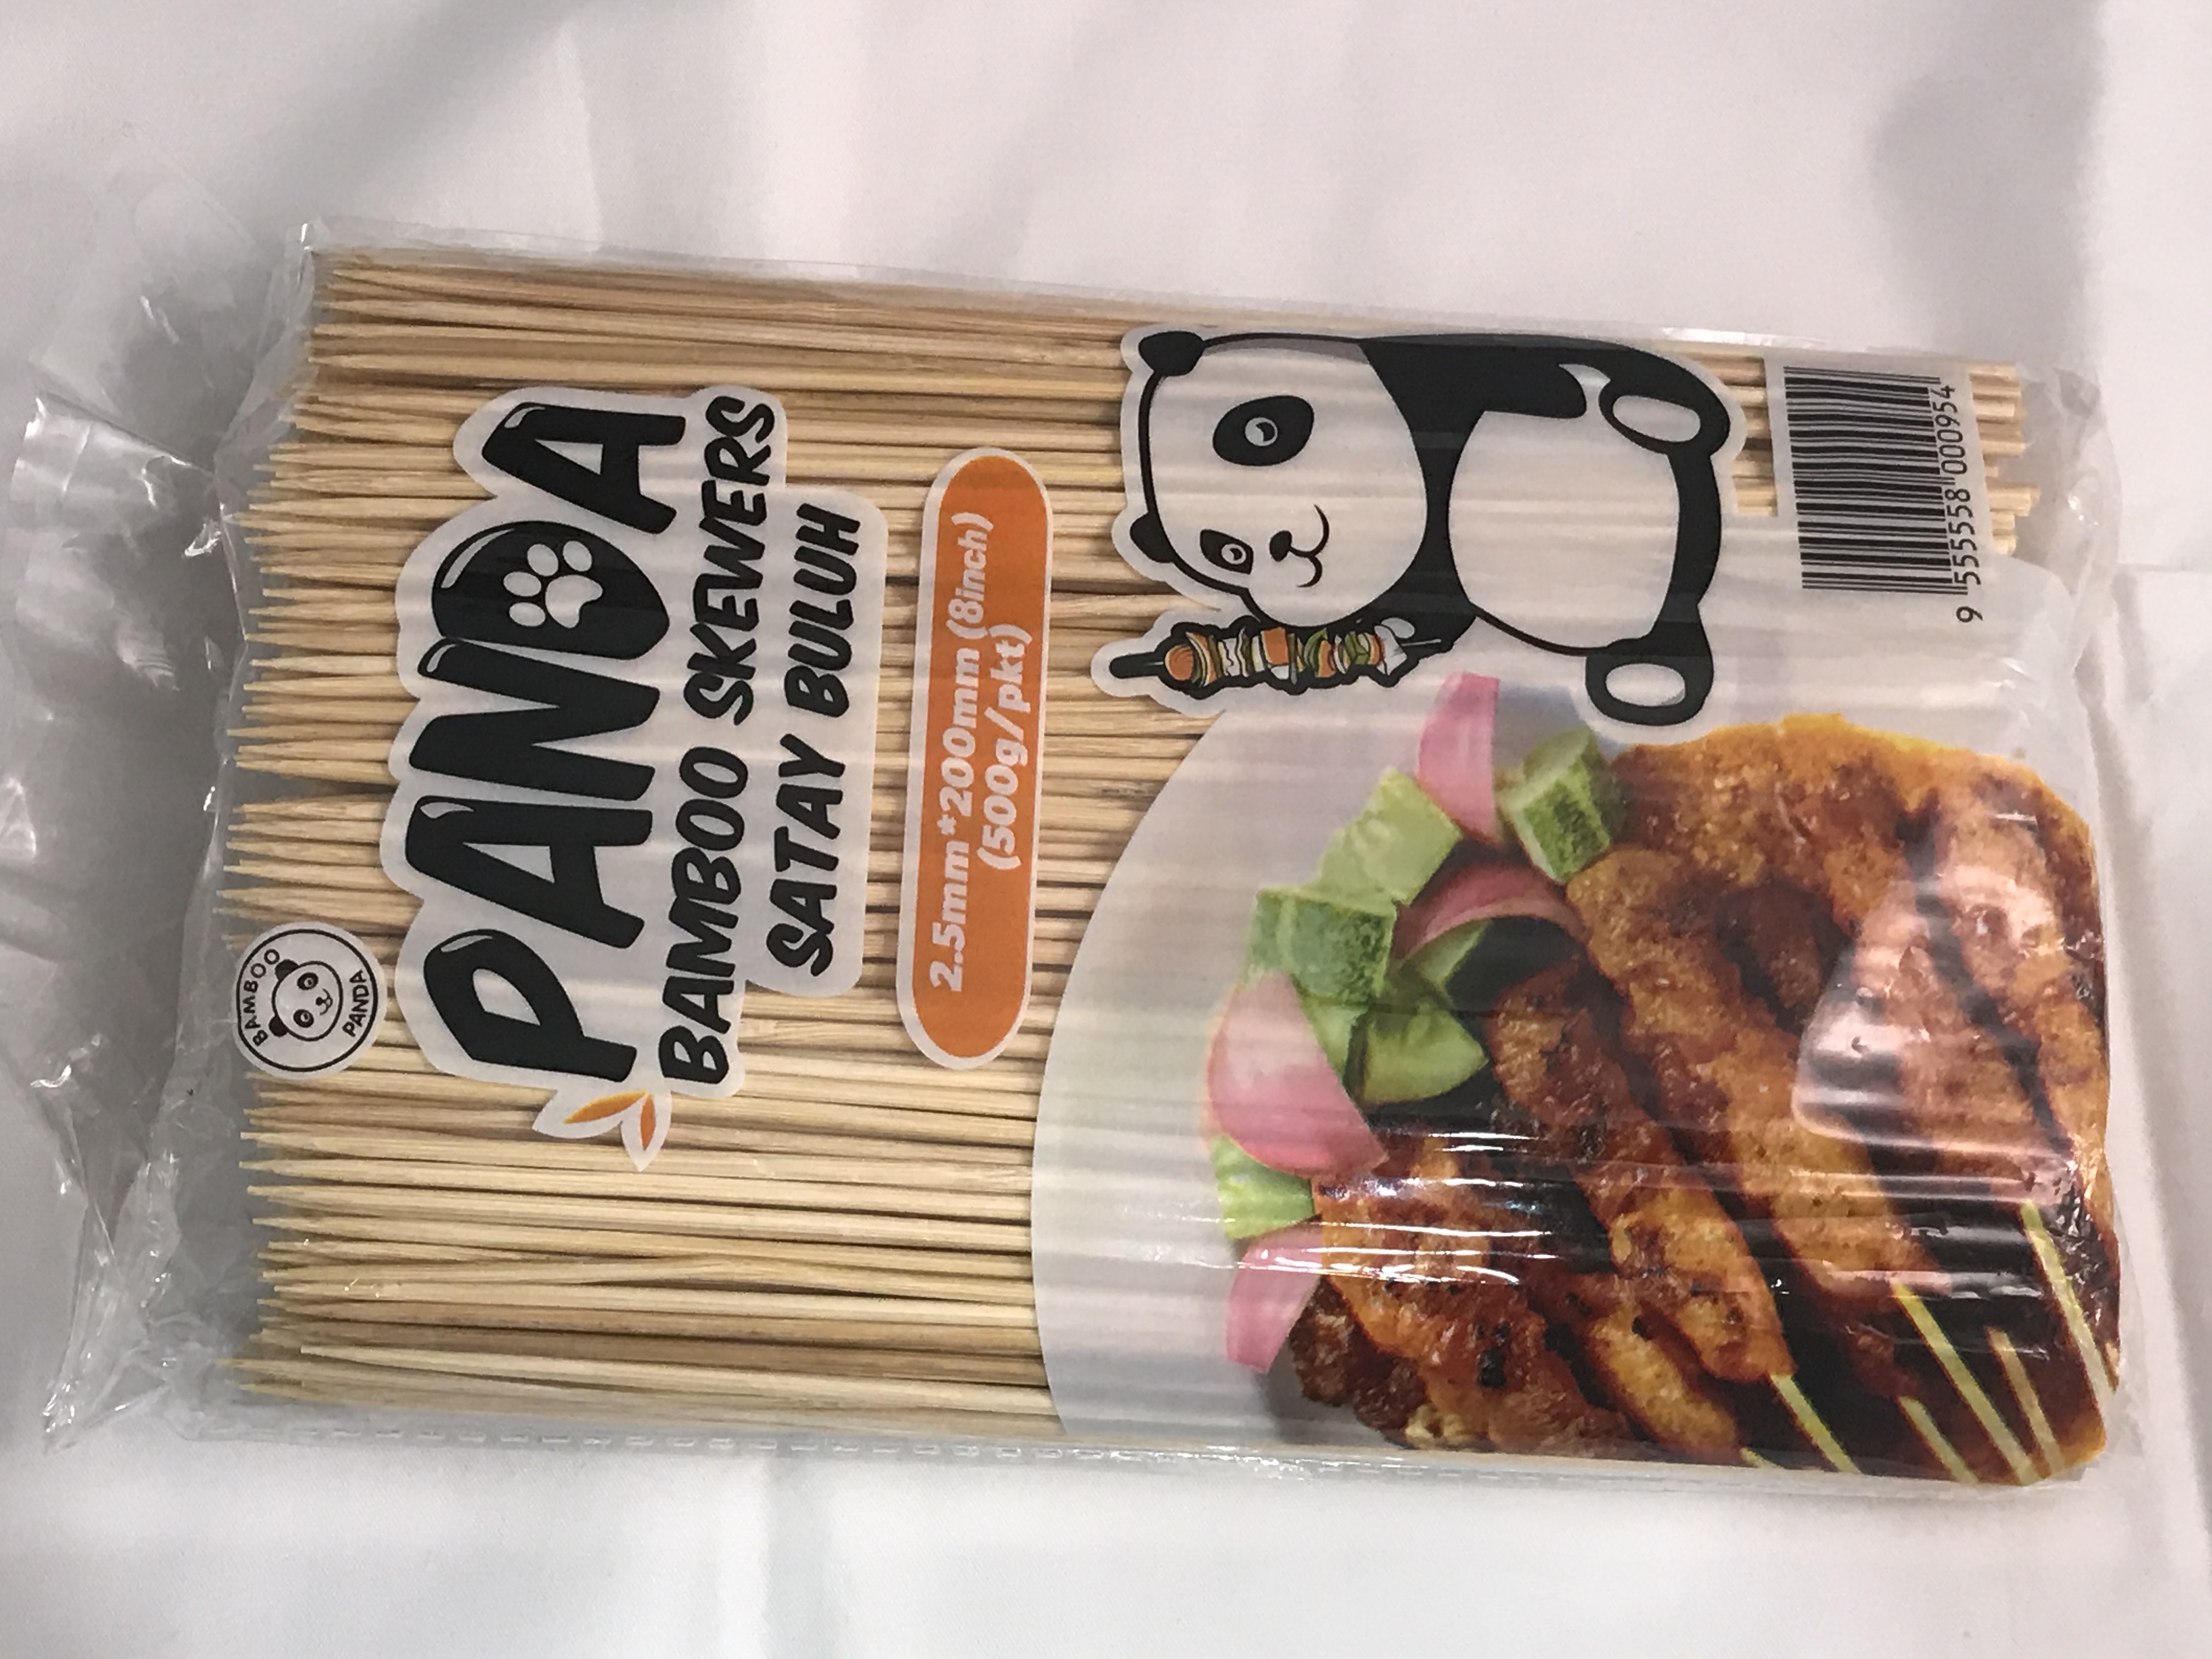 BAMBOO
PANDA
PANDA
BAMBOO SKEWERS
SATAY BULUH
2.5mm*200mm (8inch)
(500g/pkt)
9 555558 000954